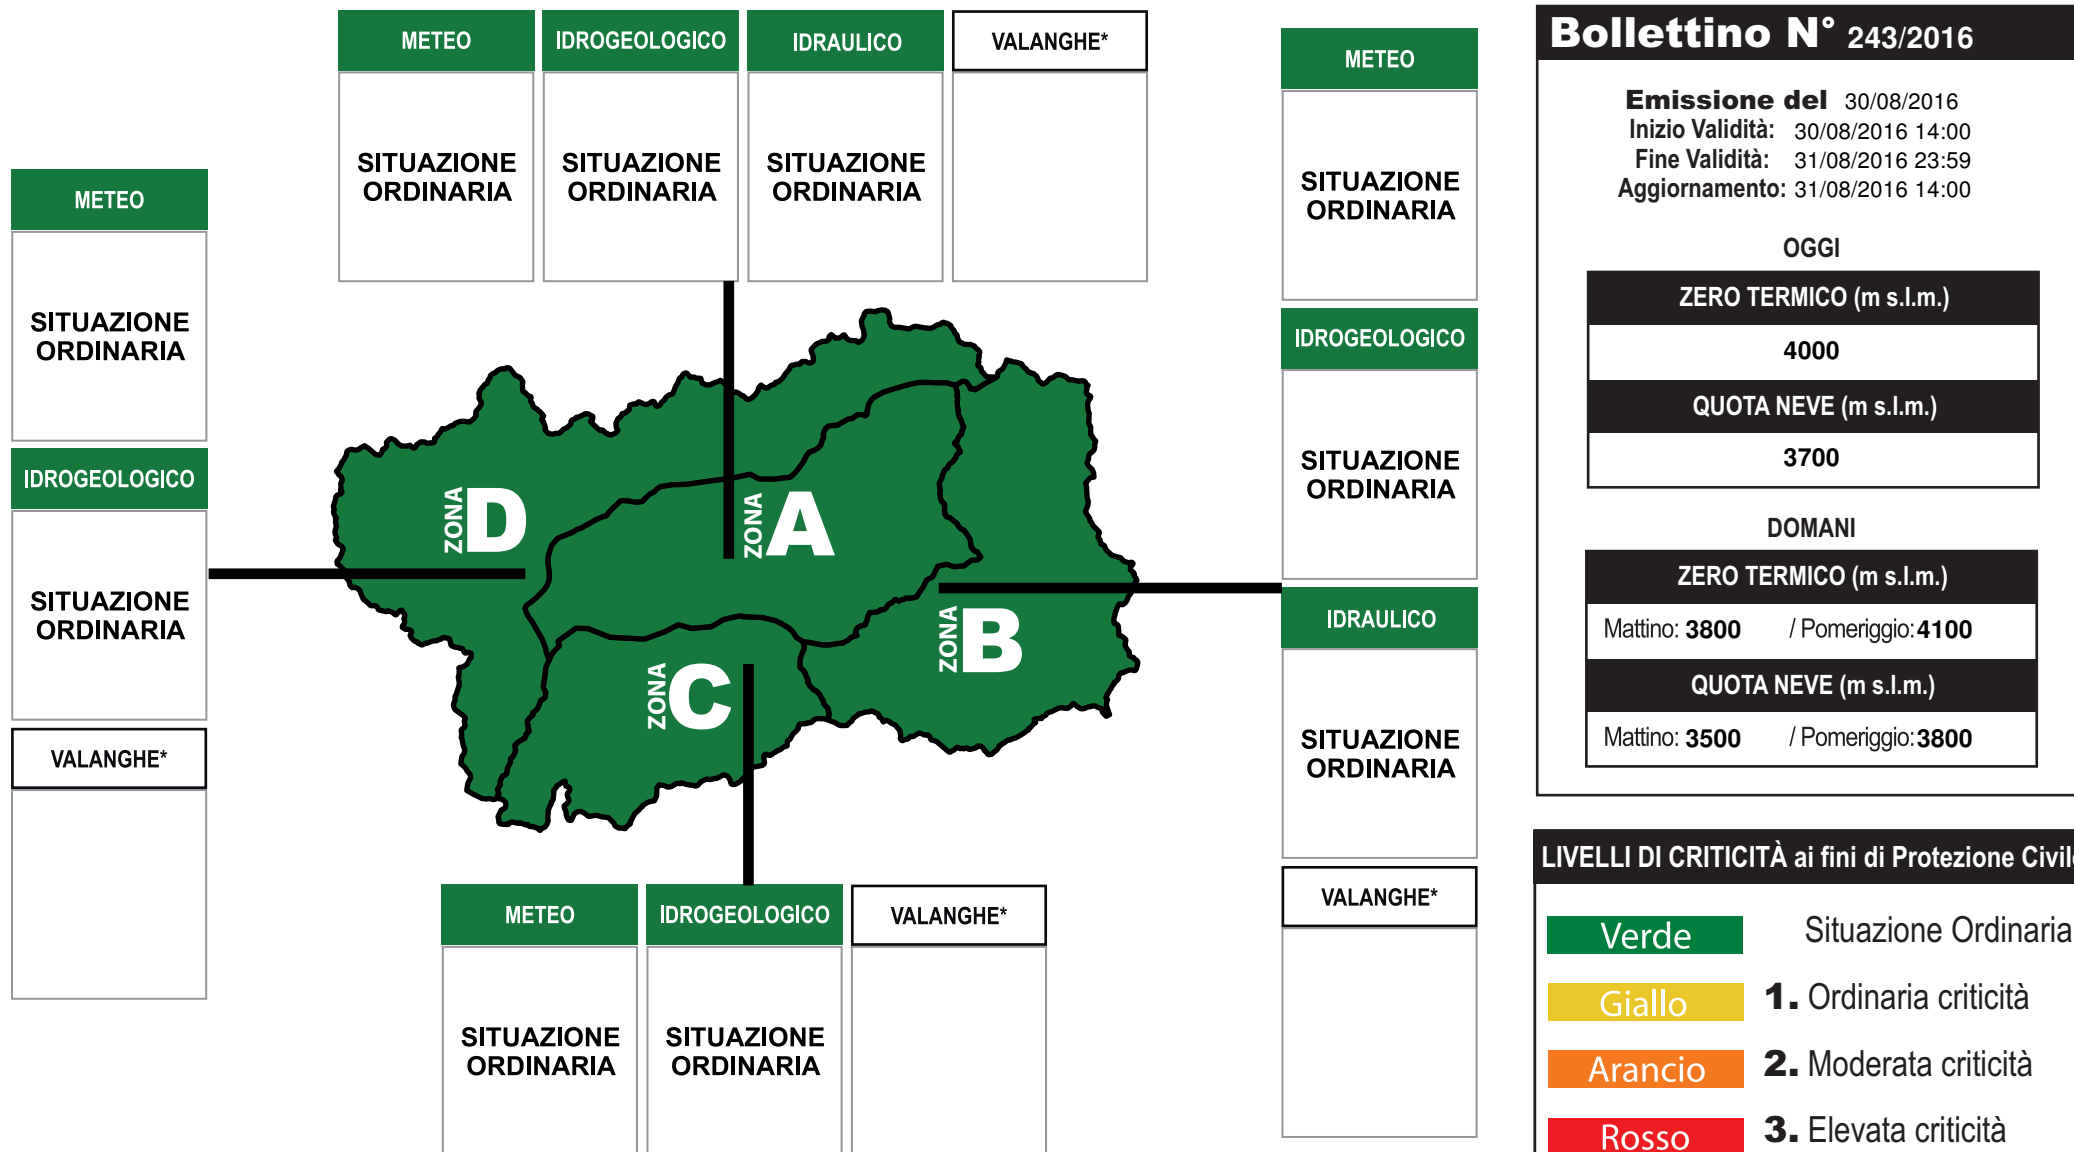 METEO
IDROGEOLOGICO
IDRAULICO
VALANGHE*
SITUAZIONE
ORDINARIA
SITUAZIONE
ORDINARIA
SITUAZIONE
ORDINARIA
METEO
SITUAZIONE
ORDINARIA
IDROGEOLOGICO
SITUAZIONE
ORDINARIA
VALANGHE*
ZONA D
ZONA A
ZONA B
ZONA C
METEO
SITUAZIONE
ORDINARIA
IDROGEOLOGICO
SITUAZIONE
ORDINARIA
IDRAULICO
SITUAZIONE
ORDINARIA
VALANGHE*
METEO
IDROGEOLOGICO
VALANGHE*
SITUAZIONE
ORDINARIA
SITUAZIONE
ORDINARIA
Bollettino N° 243/2016
Emissione del 30/08/2016
Inizio Validità: 30/08/2016 14:00
Fine Validità: 31/08/2016 23:59
Aggiornamento: 31/08/2016 14:00
OGGI
ZERO TERMICO (m s.l.m.)
4000
QUOTA NEVE (m s.l.m.)
3700
DOMANI
ZERO TERMICO (m s.l.m.)
Mattino: 3800 / Pomeriggio: 4100
QUOTA NEVE (m s.l.m.)
Mattino: 3500 / Pomeriggio: 3800
LIVELLI DI CRITICITÀ ai fini di Protezione Civile
Verde Situazione Ordinaria
Giallo 1. Ordinaria criticità
Arancio 2. Moderata criticità
Rosso 3. Elevata criticità